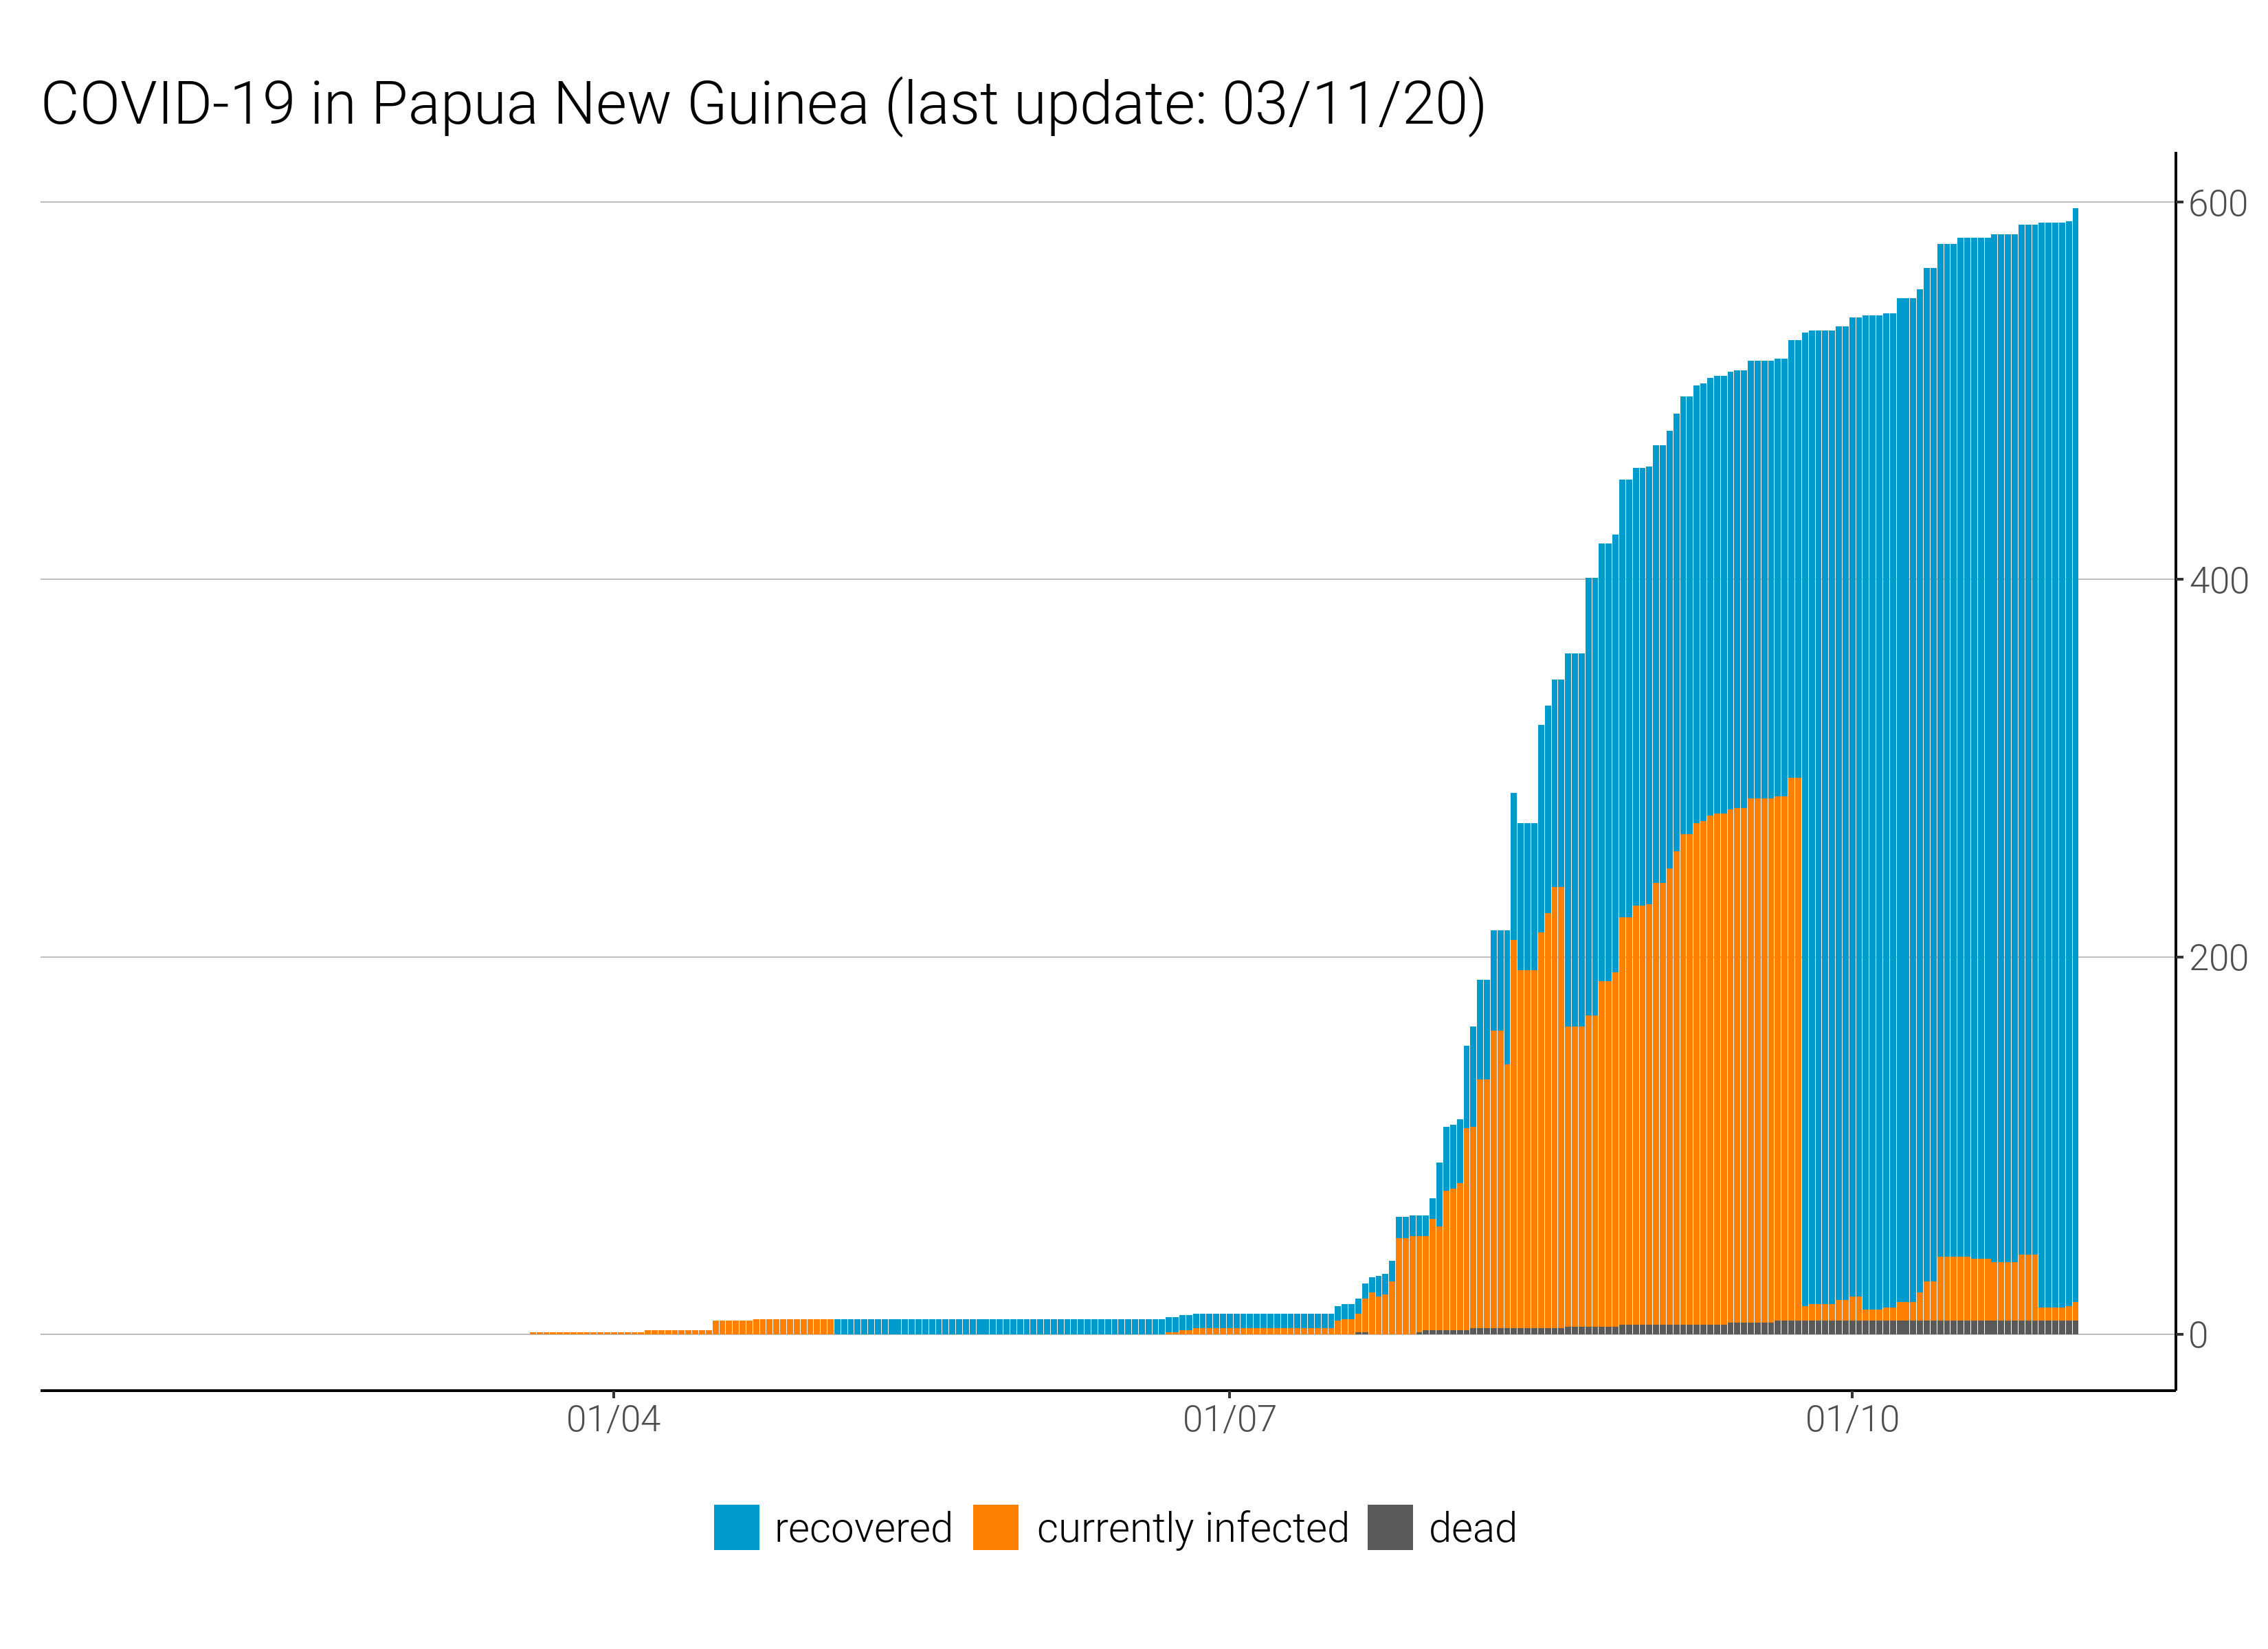 COVID-19 in Papua New Guinea (last update: 03/11/20)
600
400
200
0
01/04 01/07 01/10
recovered currently infected dead